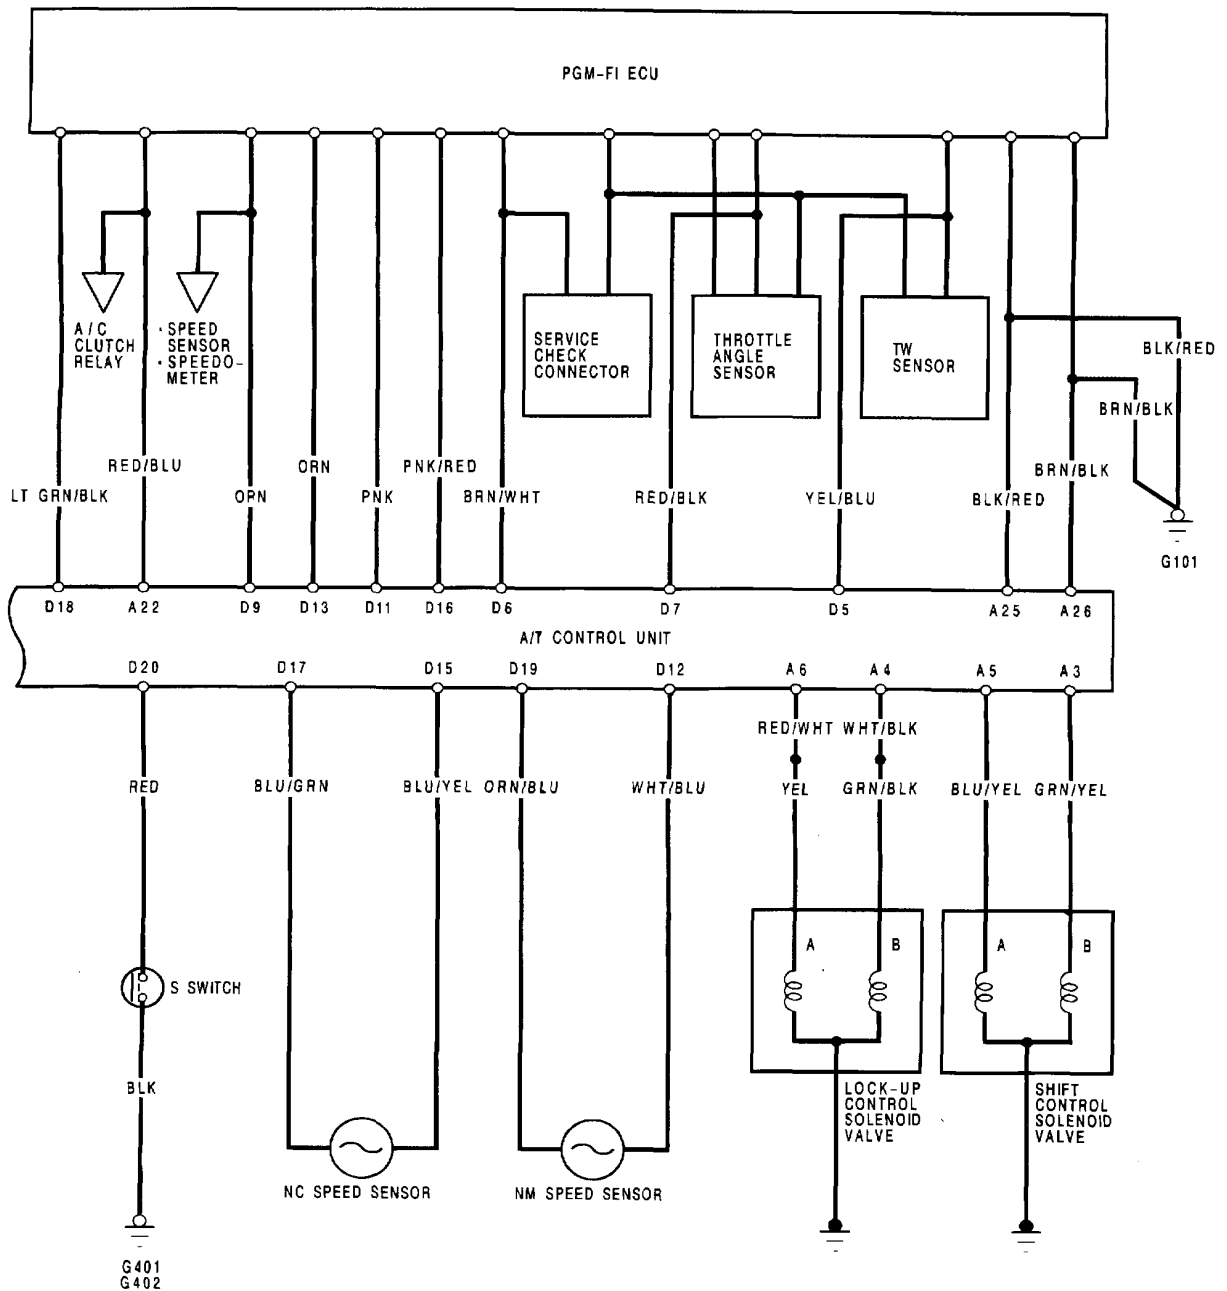 PGM-FI ECU
A/C
CLUTCH
RELAY
• SPEED
SENSOR
• SPEEDO-
METER
SERVICE
CHECK
CONNECTOR
THROTTLE
ANGLE
SENSOR
TW
SENSOR
BLK/RED
BRN/BLK
RED/BLU
ORN
PNK/RED
BRN/BLK
LT GRN/BLK
ORN
PNK
BRN/WHT
RED/BLK
YEL/BLU
BLK/RED
G101
D18 A22 D9 D13 D11 D16 D6 D7 D5 A25 A26
A/T CONTROL UNIT
D20 D17 D15 D19 D12 A6 A4 A5 A3
RED/WHT WHT/BLK
RED BLU/GRN BLU/YEL ORN/BLU WHT/BLU YEL GRN/BLK BLU/YEL GRN/YEL
A B A B
S SWITCH
BLK
LOCK-UP
CONTROL
SOLENOID
VALVE
SHIFT
CONTROL
SOLENOID
VALVE
NC SPEED SENSOR
NM SPEED SENSOR
G401
G402